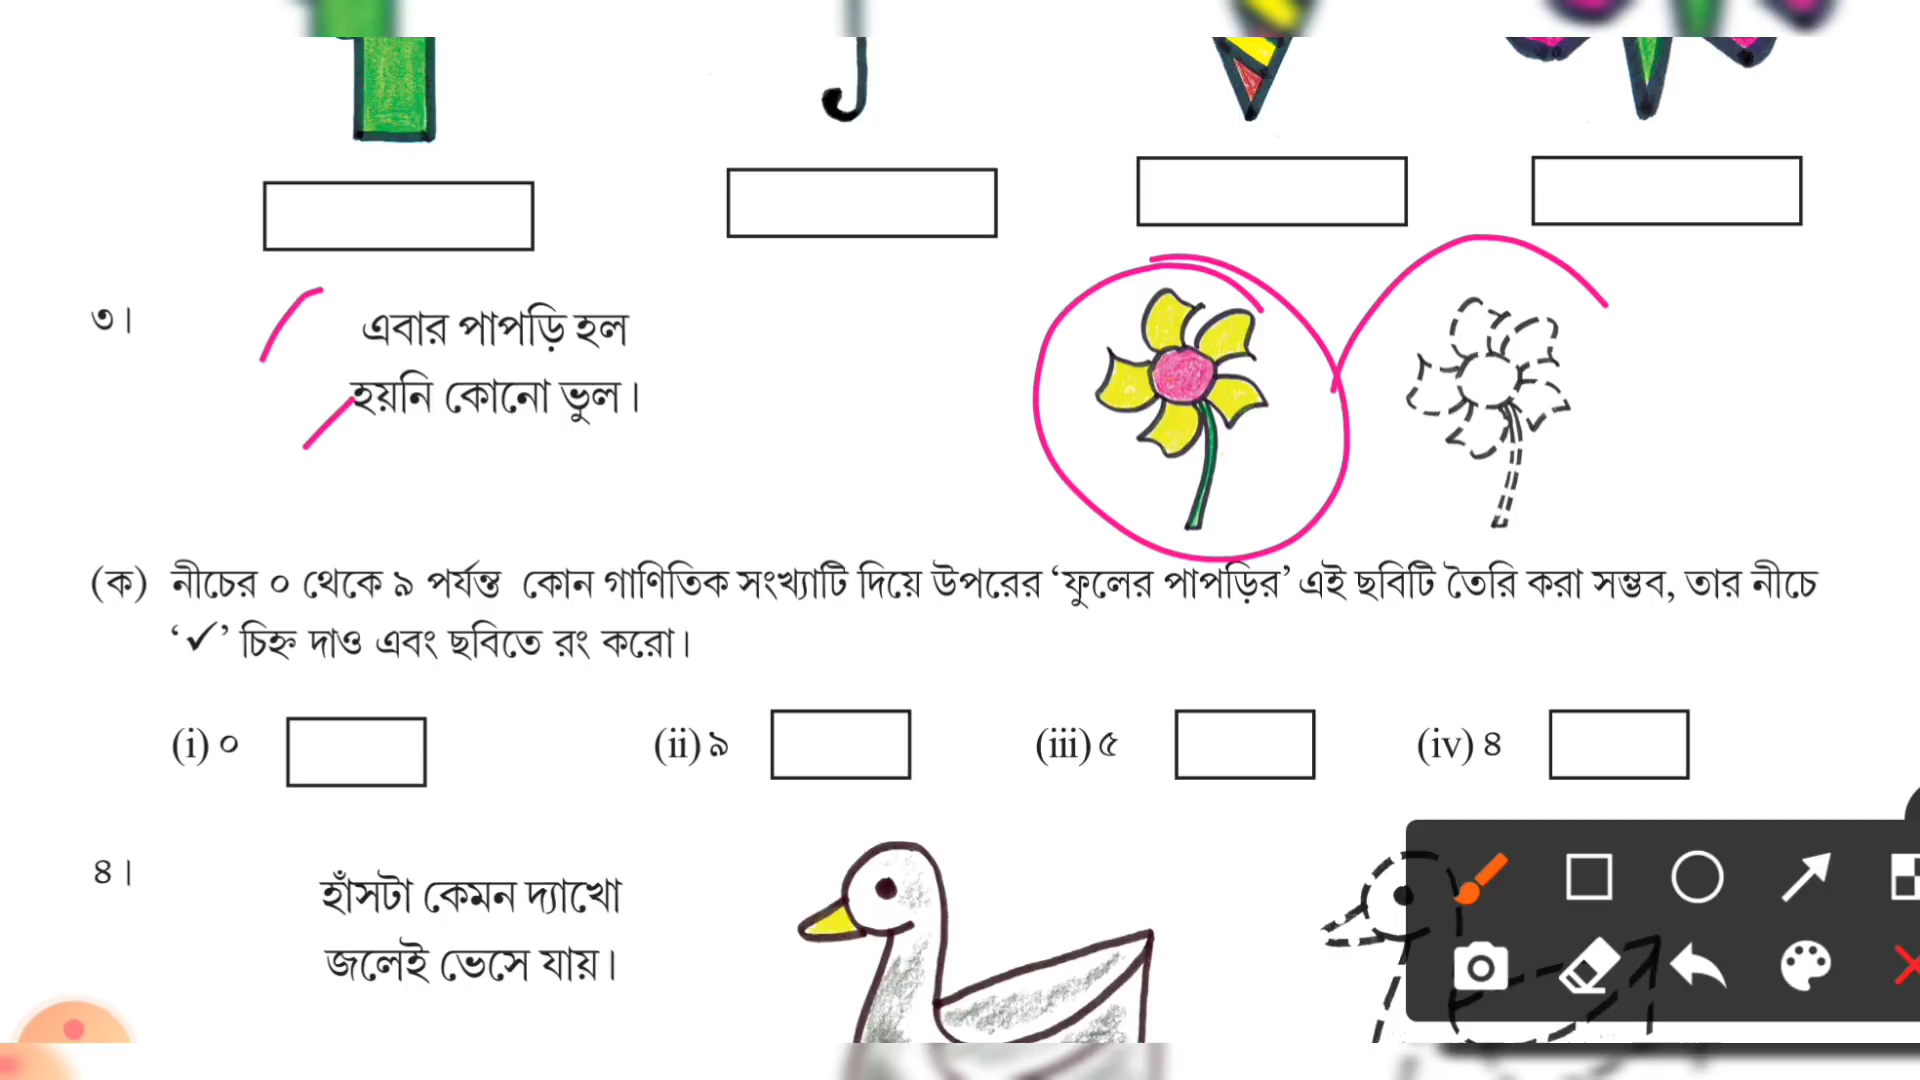 ৩।
এবার পাপড়ি হল
হয়নি কোনো ভুল।
(ক) নীচের ০ থেকে ৯ পর্যন্ত কোন গাণিতিক সংখ্যাটি দিয়ে উপরের ‘ফুলের পাপড়ির’ এই ছবিটি তৈরি করা সম্ভব, তার নীচে
‘✓’ চিহ্ন দাও এবং ছবিতে রং করো।
(i) ০ (ii) ৯ (iii) ৫ (iv) ৪
৪।
হাঁসটা কেমন দ্যাখো
জলেই ভেসে যায়।